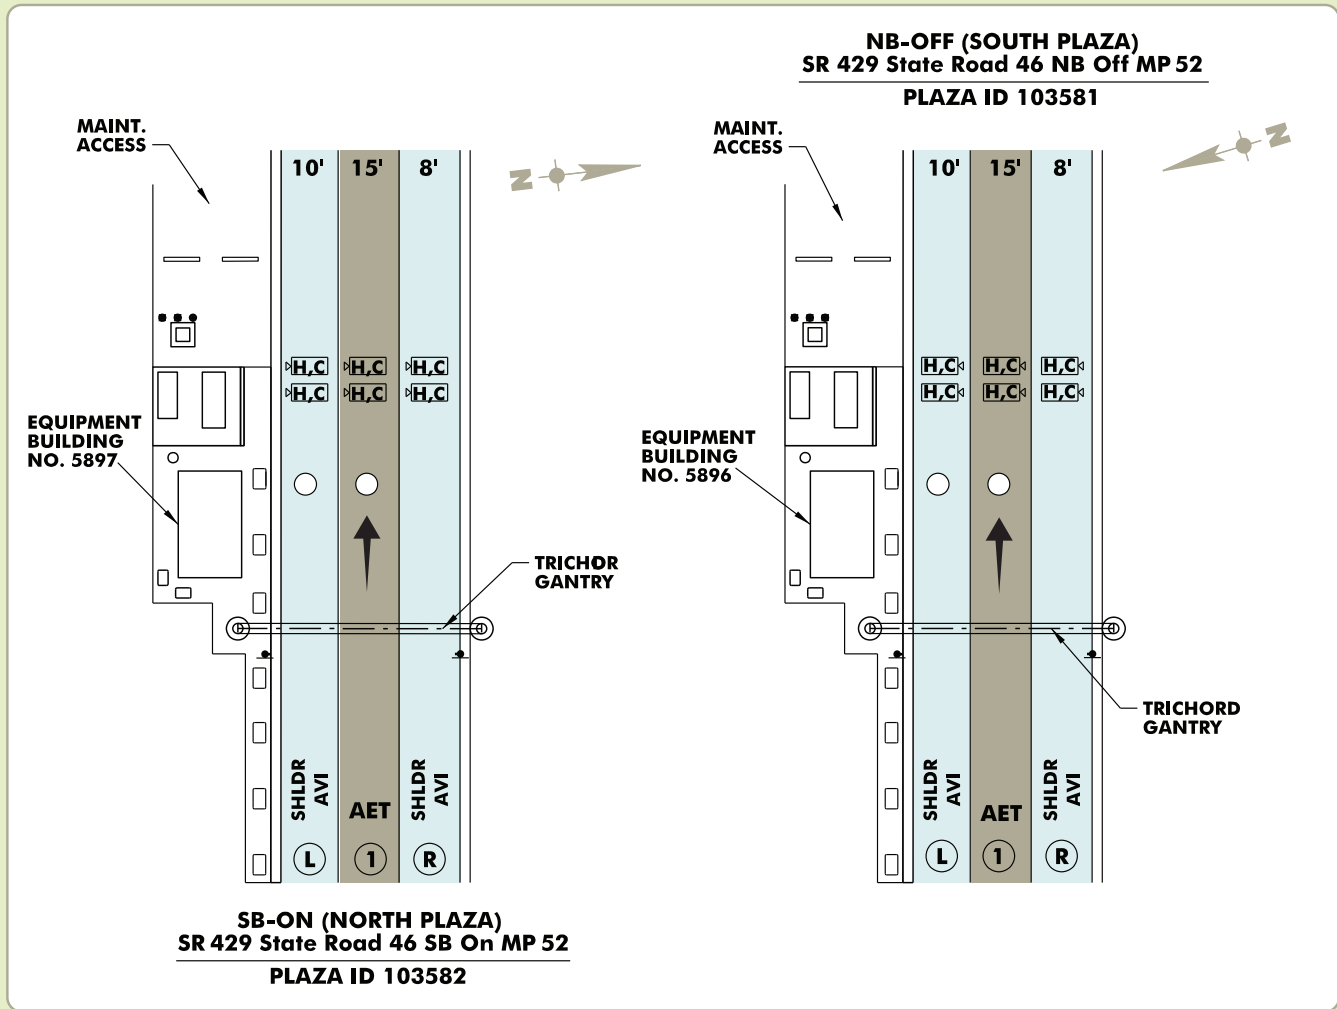 NB-OFF (SOUTH PLAZA)
SR 429 State Road 46 NB Off MP 52
PLAZA ID 103581
MAINT.
ACCESS
10' 15' 8'
N
H,C H,C H,C
H,C H,C H,C
EQUIPMENT
BUILDING
NO. 5897
TRICHOR
GANTRY
SHLDR
AVI
AET
SHLDR
AVI
L 1 R
SB-ON (NORTH PLAZA)
SR 429 State Road 46 SB On MP 52
PLAZA ID 103582
MAINT.
ACCESS
10' 15' 8'
N
H,C H,C H,C
H,C H,C H,C
EQUIPMENT
BUILDING
NO. 5896
TRICHORD
GANTRY
SHLDR
AVI
AET
SHLDR
AVI
L 1 R